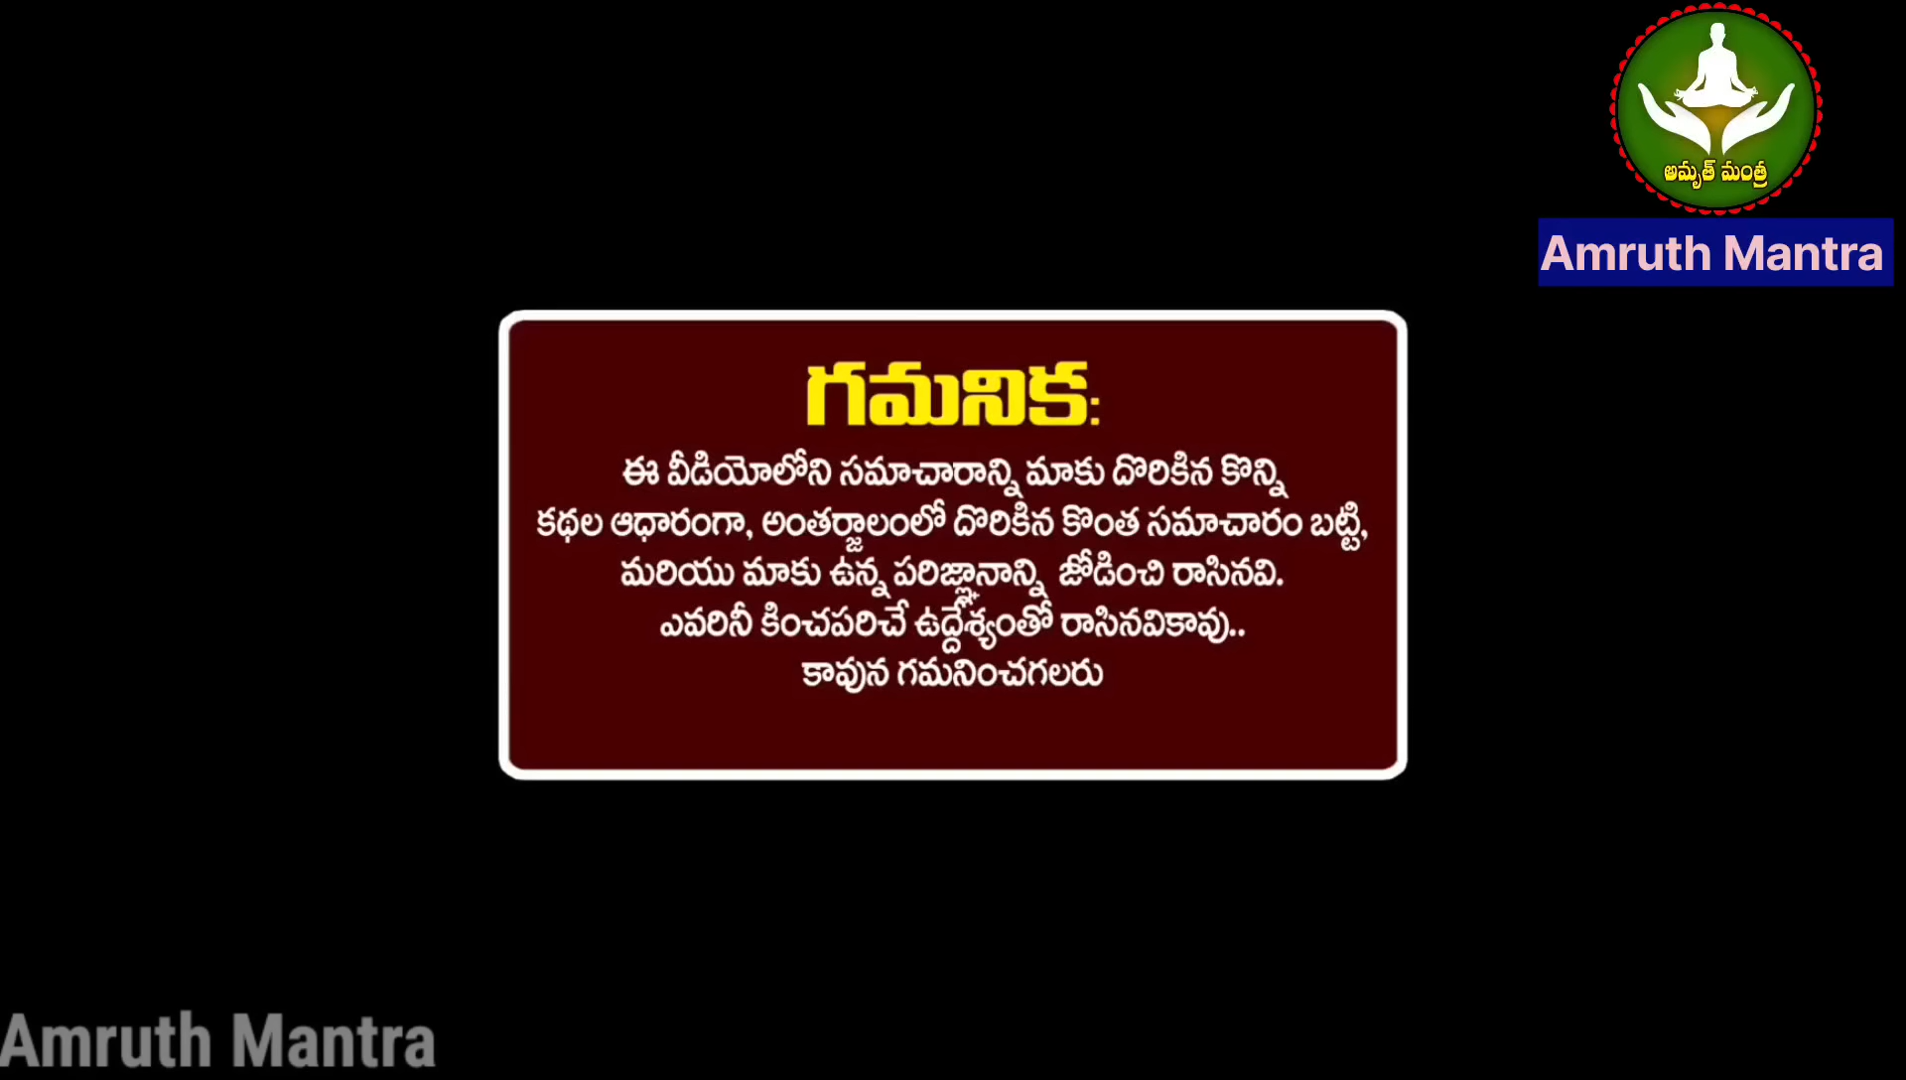 అమృత్ మంత్ర
Amruth Mantra
గమనిక:
ఈ వీడియోలోని సమాచారాన్ని మాకు దొరికిన కొన్ని
కథల ఆధారంగా, అంతర్జాలంలో దొరికిన కొంత సమాచారం బట్టి,
మరియు మాకు ఉన్న పరిజ్ఞానాన్ని జోడించి రాసినవి.
ఎవరినీ కించపరిచే ఉద్దేశ్యంతో రాసినవికావు..
కావున గమనించగలరు
Amruth Mantra